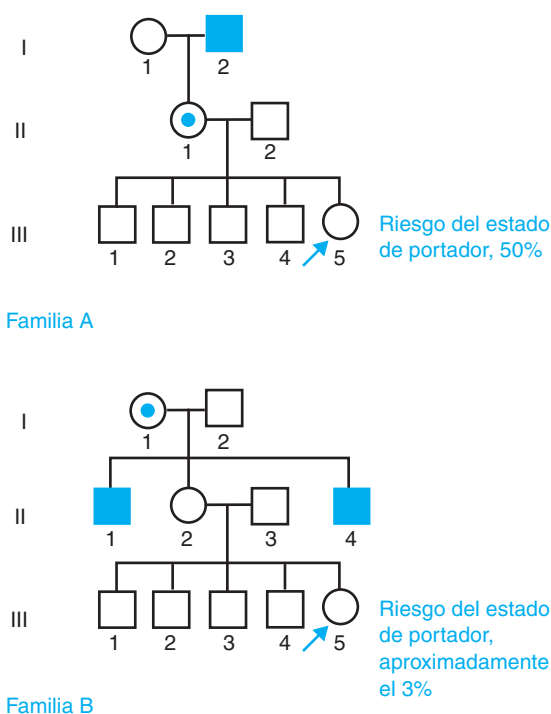 I
1
2
II
1
2
III
1
2
3
4
5
Riesgo del estado
de portador, 50%
Familia A
I
1
2
II
1
2
3
4
III
1
2
3
4
5
Riesgo del estado
de portador,
aproximadamente
el 3%
Familia B